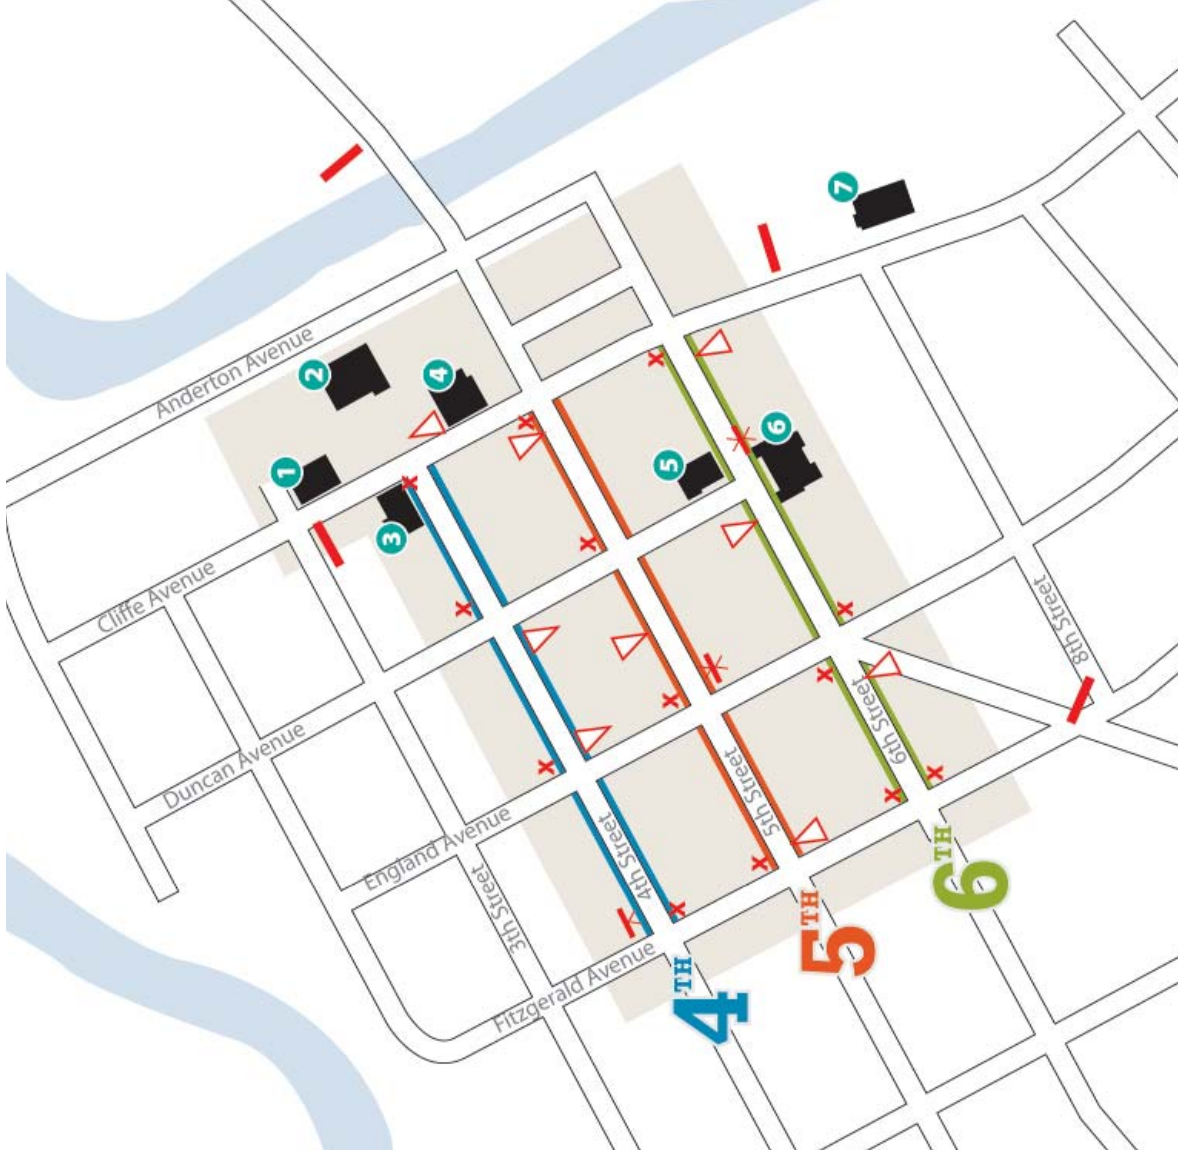 Anderton Avenue
Cliffe Avenue
Duncan Avenue
England Avenue
Fitzgerald Avenue
3th Street
4th Street
5th Street
6th Street
8th Street
1
2
3
4
5
6
7
4TH
5TH
6TH